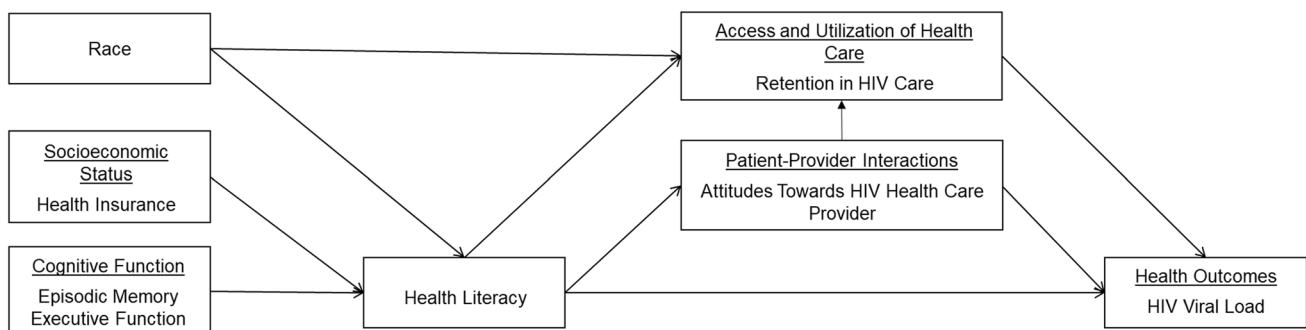 Race
Access and Utilization of Health
Care
Retention in HIV Care
Socioeconomic
Status
Health Insurance
Patient-Provider Interactions
Attitudes Towards HIV Health Care
Provider
Cognitive Function
Episodic Memory
Executive Function
Health Literacy
Health Outcomes
HIV Viral Load